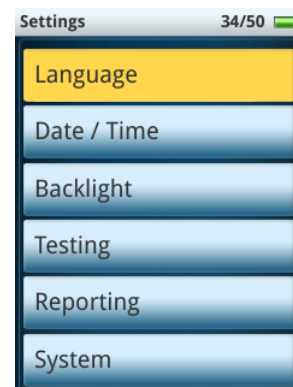 Settings 34/50
Language
Date / Time
Backlight
Testing
Reporting
System